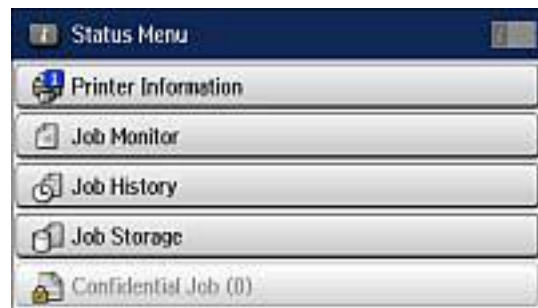 Status Menu
Printer Information
Job Monitor
Job History
Job Storage
Confidential Job (0)